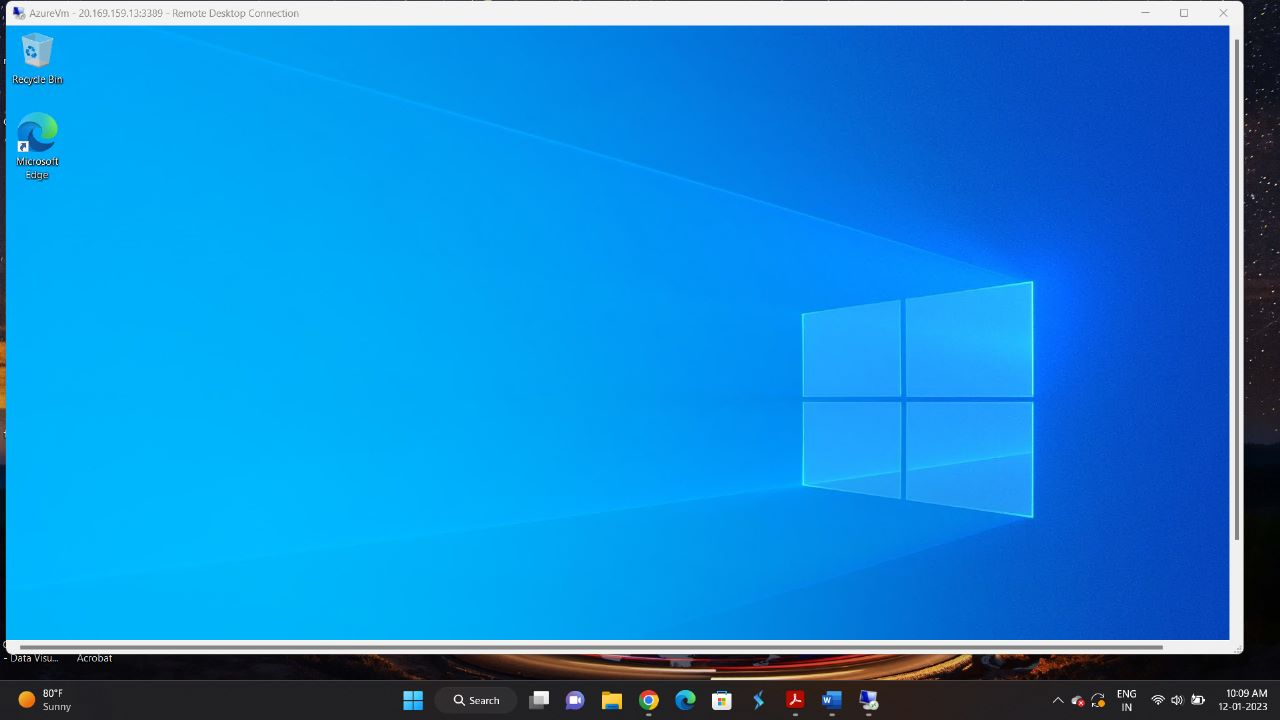 AzureVm - 20.169.159.13:3389 - Remote Desktop Connection
Recycle Bin
Microsoft
Edge
- Data Visu...
Acrobat
80°F
Sunny
Search
ENG
IN
10:09 AM
12-01-2023